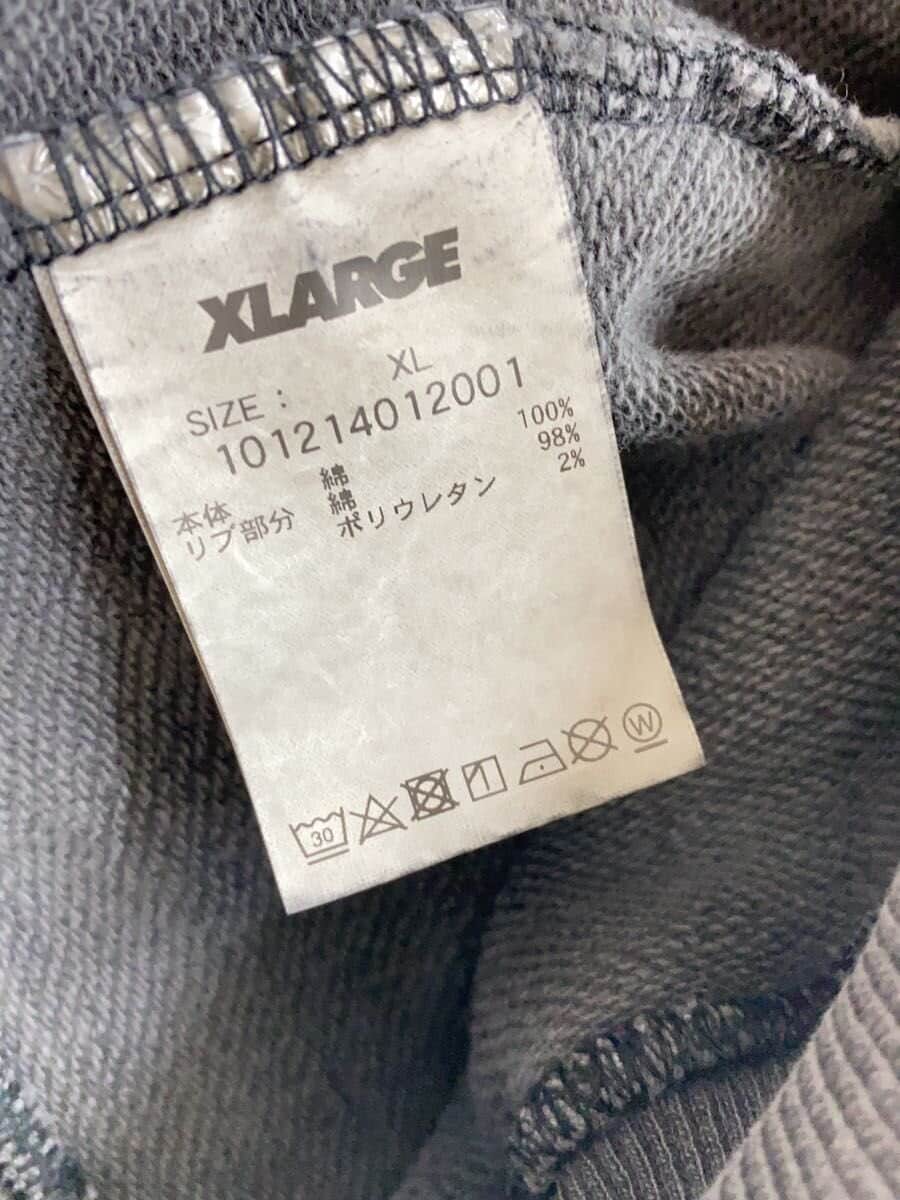 XLARGE
SIZE : XL
101214012001
本体 綿 100%
リブ部分 綿 98%
ポリウレタン 2%
30 W